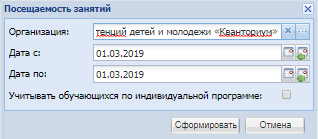 Посещаемость занятий
Организация: тенций детей и молодежи «Кванториум»
Дата с: 01.03.2019
Дата по: 01.03.2019
Учитывать обучающихся по индивидуальной программе:
Сформировать Отмена